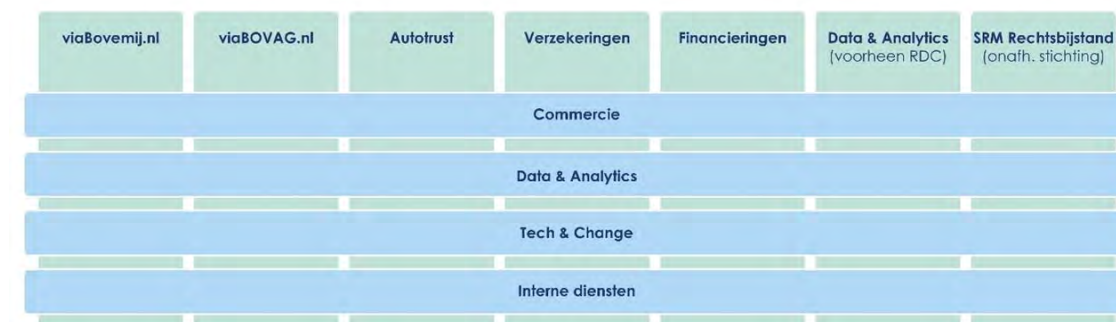 viaBovemij.nl
viaBOVAG.nl
Autotrust
Verzekeringen
Financieringen
Data & Analytics
(voorheen RDC)
SRM Rechtsbijstand
(onafh. stichting)
Commercie
Data & Analytics
Tech & Change
Interne diensten